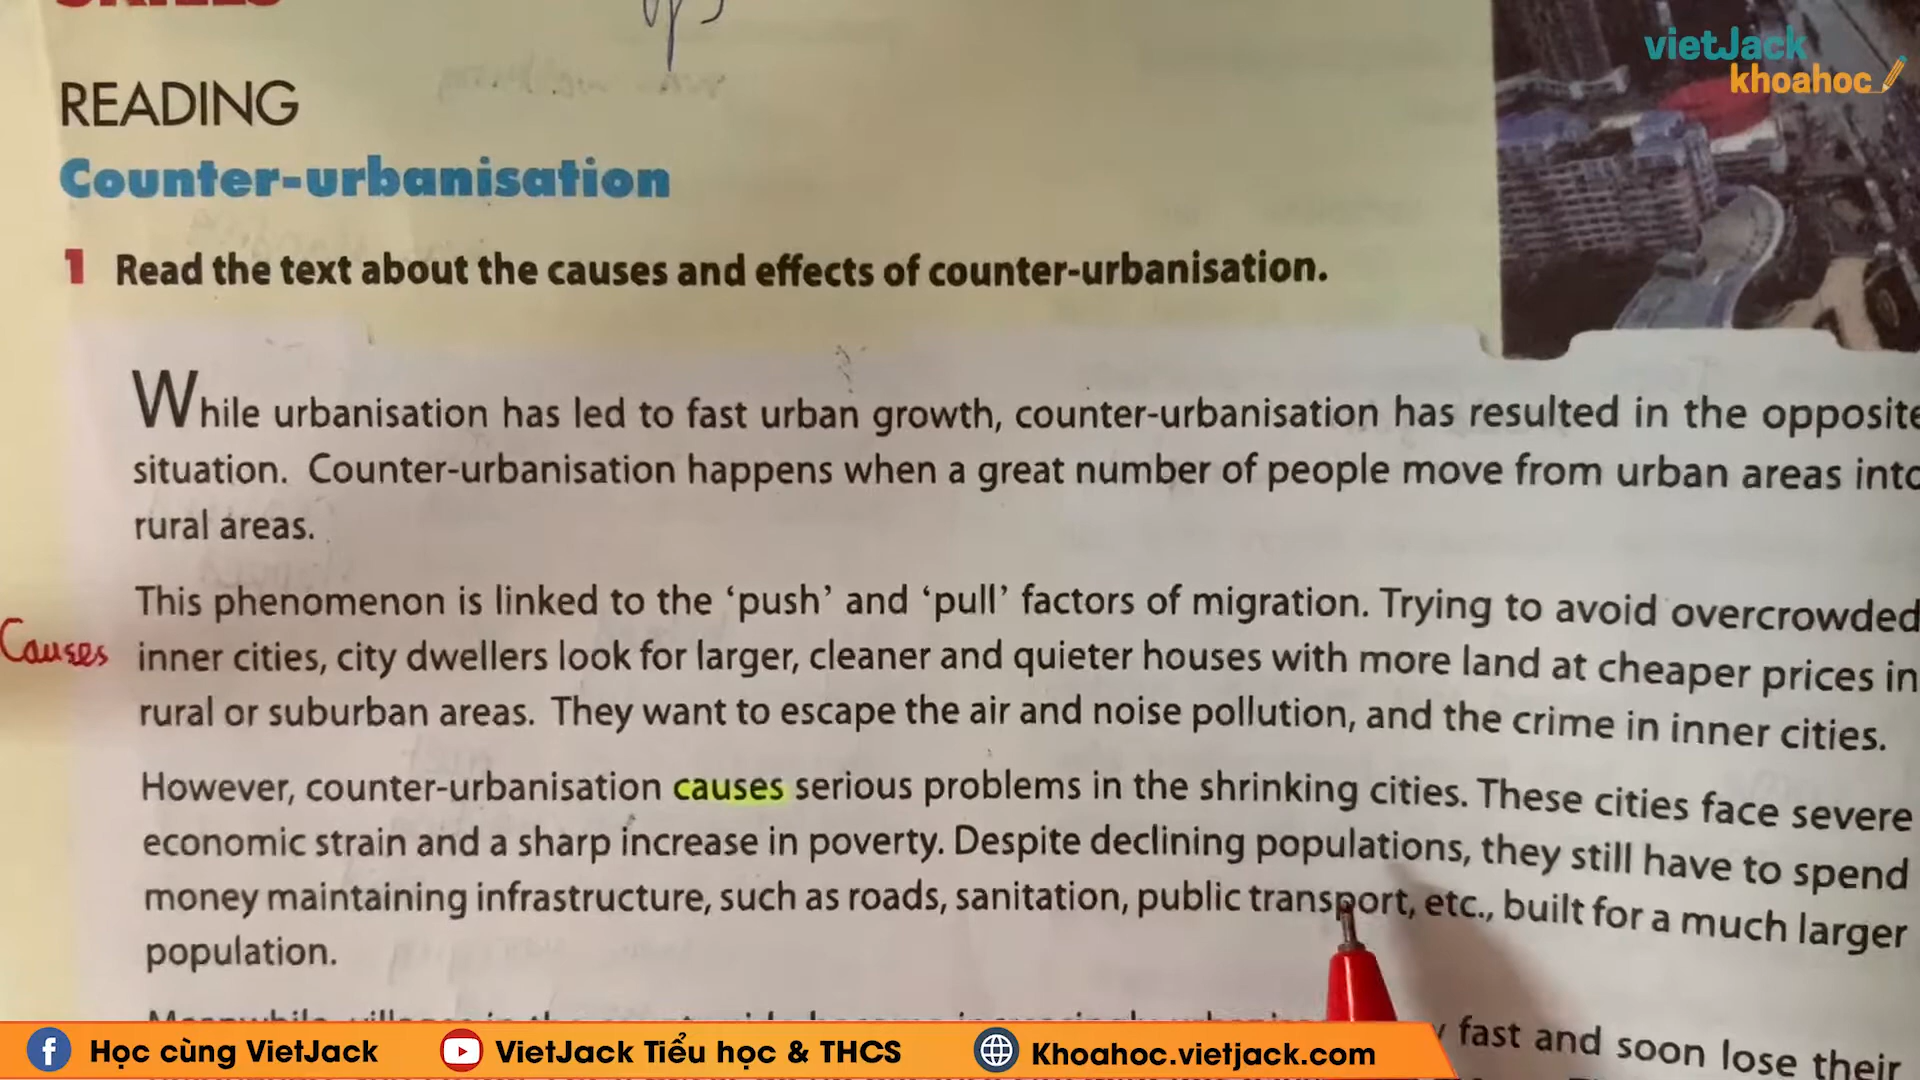 SKILLS
vietJack
khoahoc
READING
Counter-urbanisation
1 Read the text about the causes and effects of counter-urbanisation.
While urbanisation has led to fast urban growth, counter-urbanisation has resulted in the opposite
situation. Counter-urbanisation happens when a great number of people move from urban areas into
rural areas.
This phenomenon is linked to the ‘push’ and ‘pull’ factors of migration. Trying to avoid overcrowded
Causes
inner cities, city dwellers look for larger, cleaner and quieter houses with more land at cheaper prices in
rural or suburban areas. They want to escape the air and noise pollution, and the crime in inner cities.
However, counter-urbanisation causes serious problems in the shrinking cities. These cities face severe
economic strain and a sharp increase in poverty. Despite declining populations, they still have to spend
money maintaining infrastructure, such as roads, sanitation, public transport, etc., built for a much larger
population.
fast and soon lose their
Học cùng VietJack
VietJack Tiểu học & THCS
Khoahoc.vietjack.com